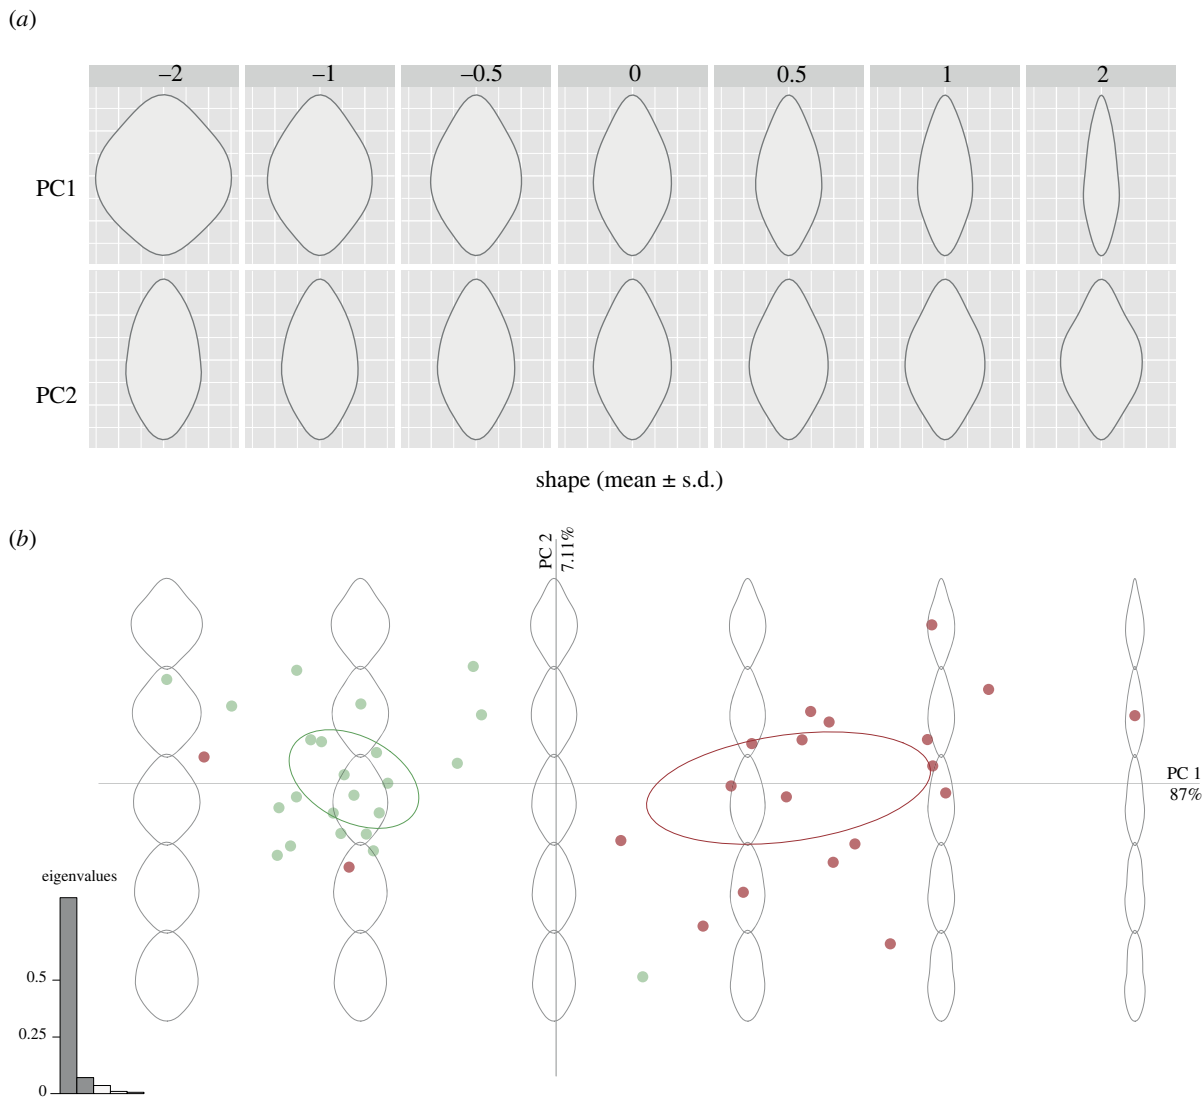 (a)
–2 –1 –0.5 0 0.5 1 2
PC1
PC2
shape (mean ± s.d.)
(b)
PC 2
7.11%
PC 1
87%
eigenvalues
0.5
0.25
0